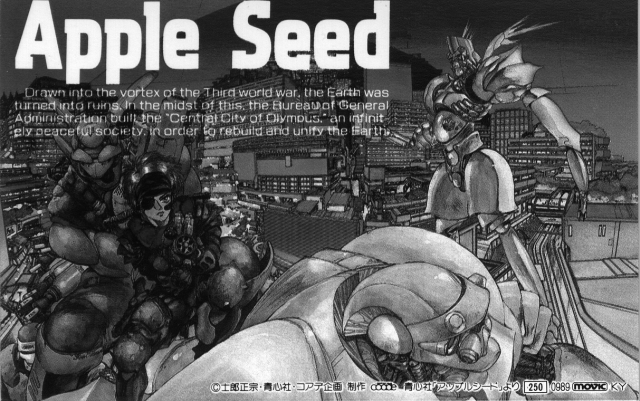 Apple Seed
Drawn into the vortex of the Third world war, the Earth was
turned into ruins. In the midst of this, the Bureau of General
Administration built the "Central City of Olympus," an infinit-
ely peaceful society, in order to rebuild and unify the Earth.
©士郎正宗・青心社・コアデ企画 制作 青心社「アップルシード」より 250 0989 movic KY